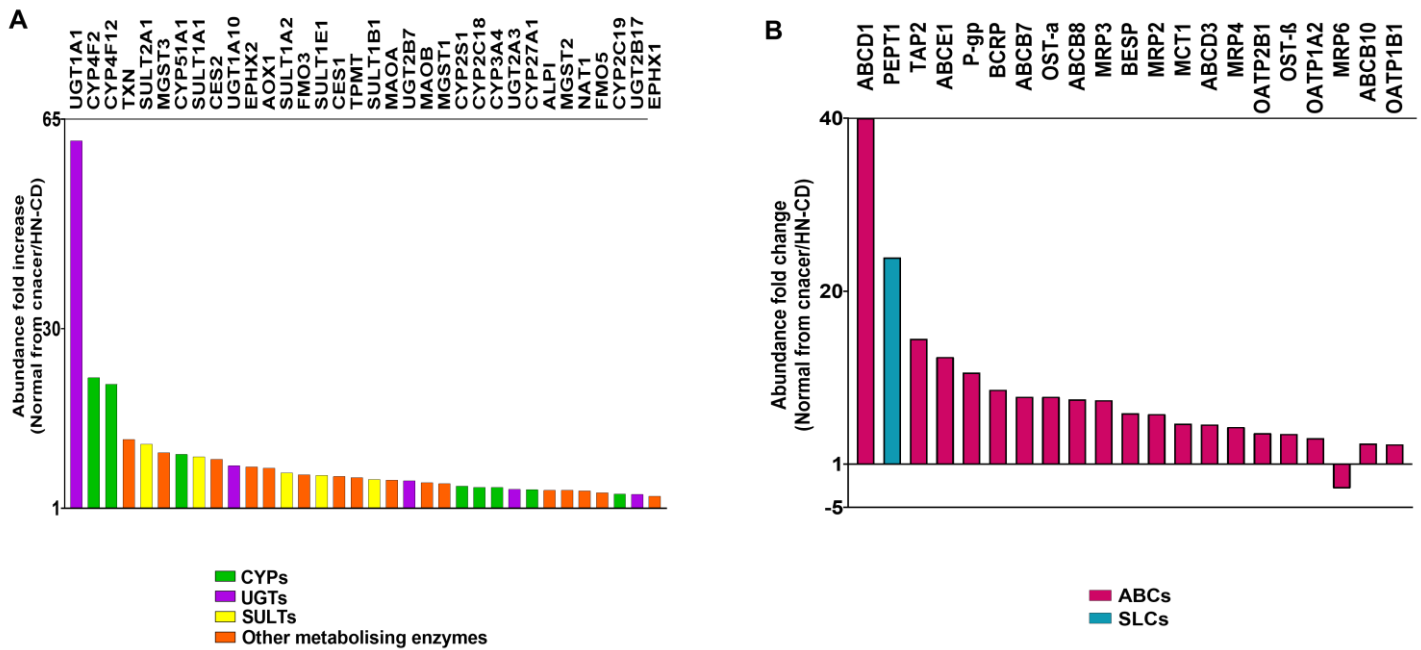 A
UGT1A1
CYP4F2
CYP4F12
TXN
SULT2A1
MGST3
CYP51A1
SULT1A1
CES2
UGT1A10
EPHX2
AOX1
SULT1A2
FMO3
SULT1E1
CES1
TPMT
SULT1B1
MAOA
UGT2B7
MAOB
MGST1
CYP2S1
CYP2C18
CYP3A4
UGT2A3
CYP27A1
ALPI
MGST2
NAT1
FMO5
CYP2C19
UGT2B17
EPHX1
65
30
1
Abundance fold increase
(Normal from cnacer/HN-CD)
CYPs
UGTs
SULTs
Other metabolising enzymes
B
ABCD1
PEPT1
TAP2
ABCE1
P-gp
BCRP
ABCB7
OST-a
ABCB8
MRP3
BESP
MRP2
MCT1
ABCD3
MRP4
OATP2B1
OST-ß
OATP1A2
MRP6
ABCB10
OATP1B1
40
20
1
-5
Abundance fold change
(Normal from cnacer/HN-CD)
ABCs
SLCs